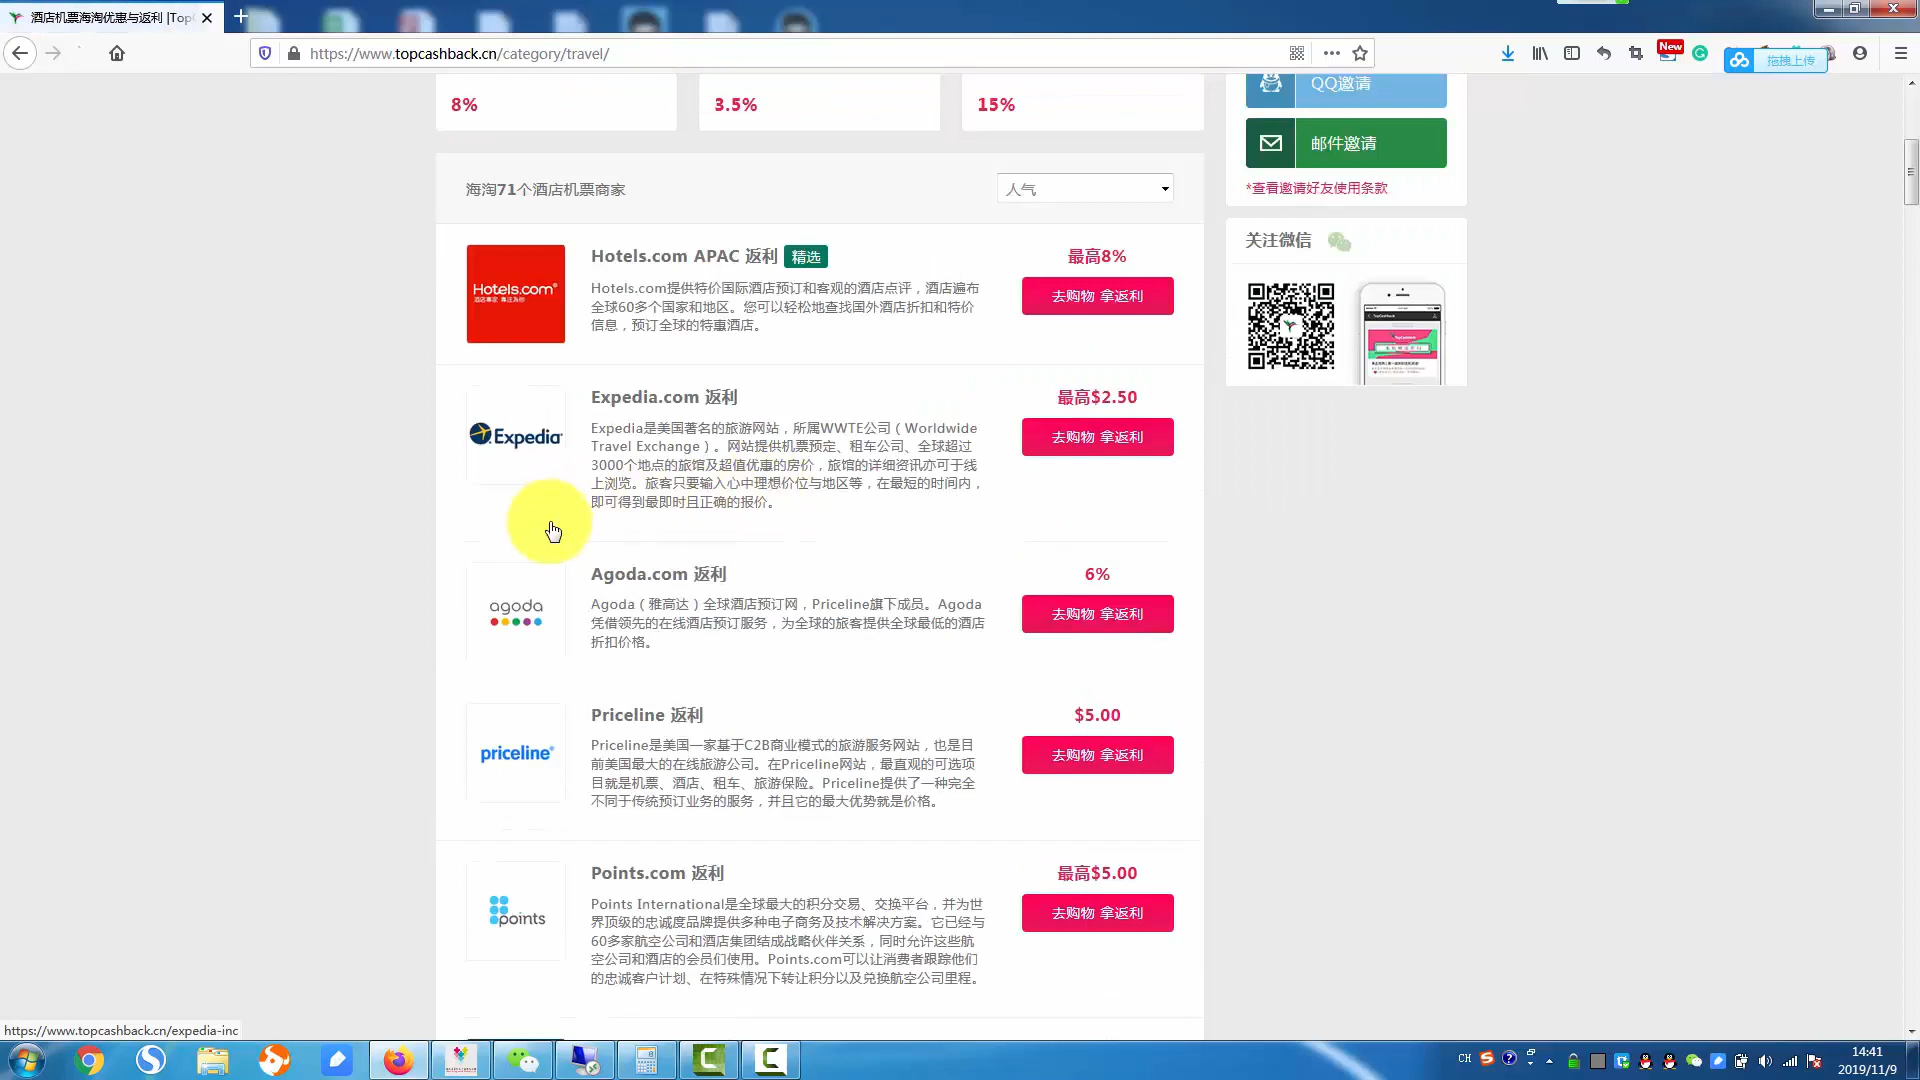 酒店机票海淘优惠与返利 |Top
https://www.topcashback.cn/category/travel/
New
拖拽上传
8%
3.5%
15%
QQ邀请
邮件邀请
*查看邀请好友使用条款
海淘71个酒店机票商家
人气
关注微信
Hotels.com®
Hotels.com APAC 返利 精选
Hotels.com提供特价国际酒店预订和客观的酒店点评，酒店遍布
全球60多个国家和地区。您可以轻松地查找国外酒店折扣和特价
信息，预订全球的特惠酒店。
最高8%
去购物 拿返利
Expedia
Expedia.com 返利
Expedia是美国著名的旅游网站，所属WWTE公司（Worldwide
Travel Exchange）。网站提供机票预定、租车公司、全球超过
3000个地点的旅馆及超值优惠的房价，旅馆的详细资讯亦可于线
上浏览。旅客只要输入心中理想价位与地区等，在最短的时间内，
即可得到最即时且正确的报价。
最高$2.50
去购物 拿返利
agoda
Agoda.com 返利
Agoda（雅高达）全球酒店预订网，Priceline旗下成员。Agoda
凭借领先的在线酒店预订服务，为全球的旅客提供全球最低的酒店
折扣价格。
6%
去购物 拿返利
priceline®
Priceline 返利
Priceline是美国一家基于C2B商业模式的旅游服务网站，也是目
前美国最大的在线旅游公司。在Priceline网站，最直观的可选项
目就是机票、酒店、租车、旅游保险。Priceline提供了一种完全
不同于传统预订业务的服务，并且它的最大优势就是价格。
$5.00
去购物 拿返利
points
Points.com 返利
Points International是全球最大的积分交易、交换平台，并为世
界顶级的忠诚度品牌提供多种电子商务及技术解决方案。它已经与
60多家航空公司和酒店集团结成战略伙伴关系，同时允许这些航
空公司和酒店的会员们使用。Points.com可以让消费者跟踪他们
的忠诚客户计划、在特殊情况下转让积分以及兑换航空公司里程。
最高$5.00
去购物 拿返利
https://www.topcashback.cn/expedia-inc
CH
14:41
2019/11/9